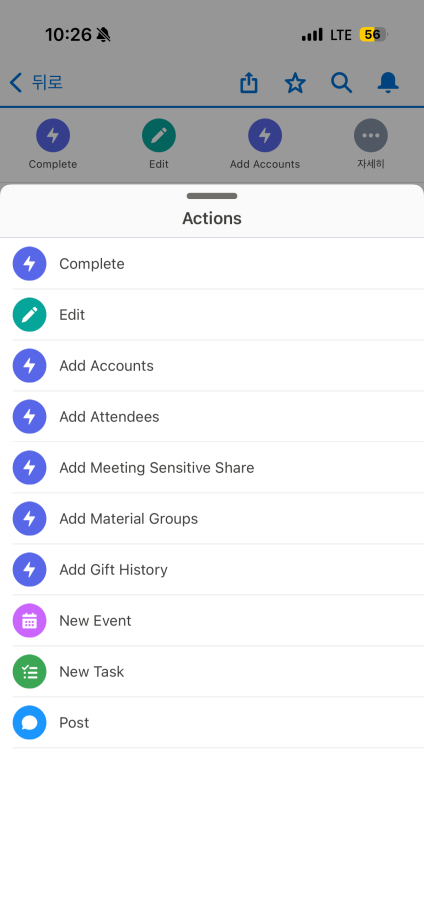 10:26
LTE
56
뒤로
Complete
Edit
Add Accounts
자세히
Actions
Complete
Edit
Add Accounts
Add Attendees
Add Meeting Sensitive Share
Add Material Groups
Add Gift History
New Event
New Task
Post